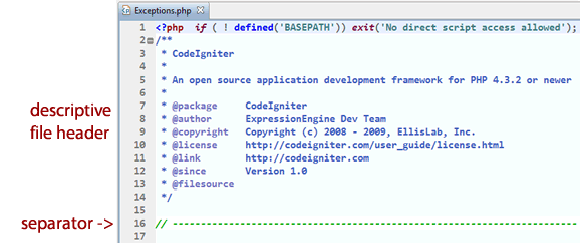 Exceptions.php
1 <?php if ( ! defined('BASEPATH')) exit('No direct script access allowed');
2 /**
3 * CodeIgniter
4 *
5 * An open source application development framework for PHP 4.3.2 or newer
6 *
7 * @package CodeIgniter
8 * @author ExpressionEngine Dev Team
9 * @copyright Copyright (c) 2008 - 2009, EllisLab, Inc.
10 * @license http://codeigniter.com/user_guide/license.html
11 * @link http://codeigniter.com
12 * @since Version 1.0
13 * @filesource
14 */
15
16 // ------------------------------------------------------------------------
17
descriptive
file header
separator ->